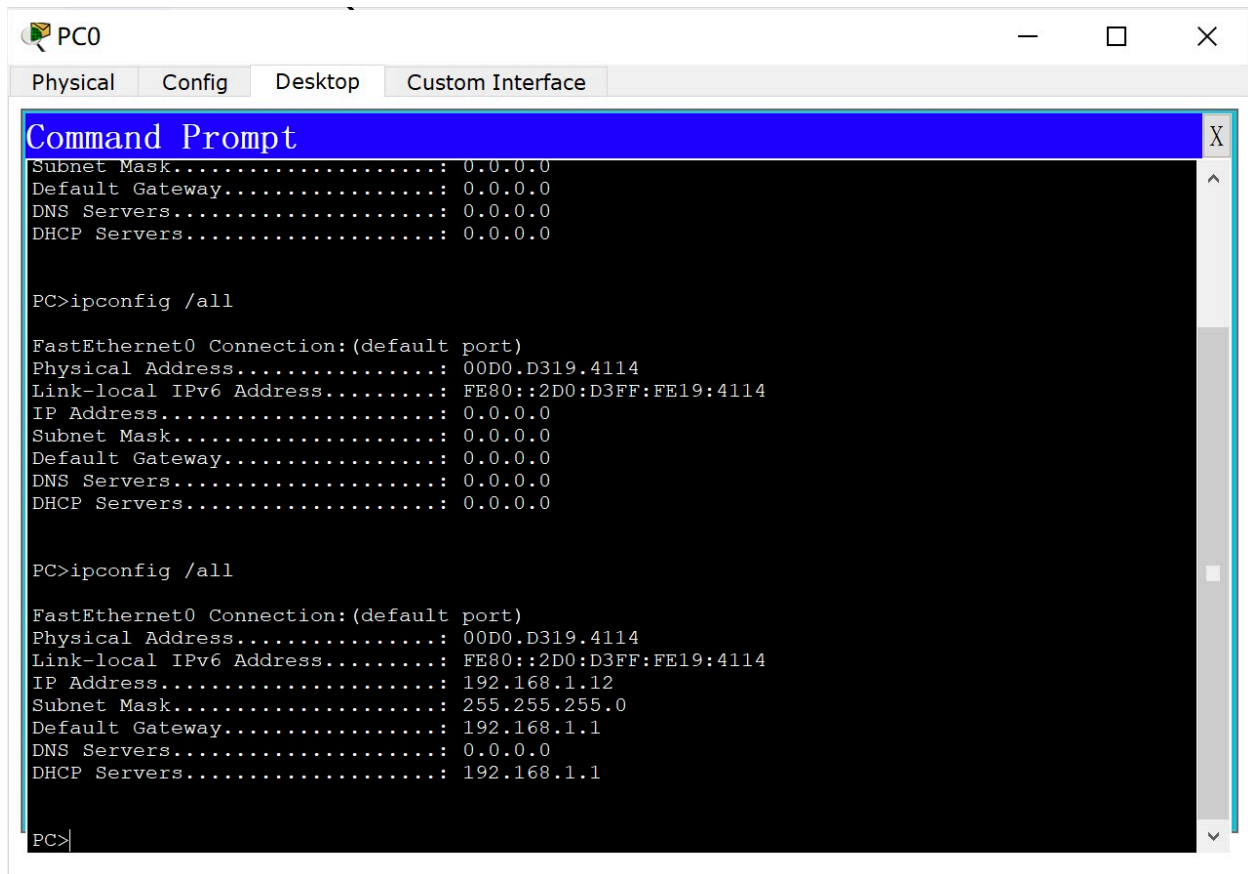 PC0
Physical Config Desktop Custom Interface
Command Prompt X
Subnet Mask.....................: 0.0.0.0
Default Gateway.................: 0.0.0.0
DNS Servers.....................: 0.0.0.0
DHCP Servers....................: 0.0.0.0
PC>ipconfig /all
FastEthernet0 Connection:(default port)
Physical Address................: 00D0.D319.4114
Link-local IPv6 Address.........: FE80::2D0:D3FF:FE19:4114
IP Address......................: 0.0.0.0
Subnet Mask.....................: 0.0.0.0
Default Gateway.................: 0.0.0.0
DNS Servers.....................: 0.0.0.0
DHCP Servers....................: 0.0.0.0
PC>ipconfig /all
FastEthernet0 Connection:(default port)
Physical Address................: 00D0.D319.4114
Link-local IPv6 Address.........: FE80::2D0:D3FF:FE19:4114
IP Address......................: 192.168.1.12
Subnet Mask.....................: 255.255.255.0
Default Gateway.................: 192.168.1.1
DNS Servers.....................: 0.0.0.0
DHCP Servers....................: 192.168.1.1
PC>